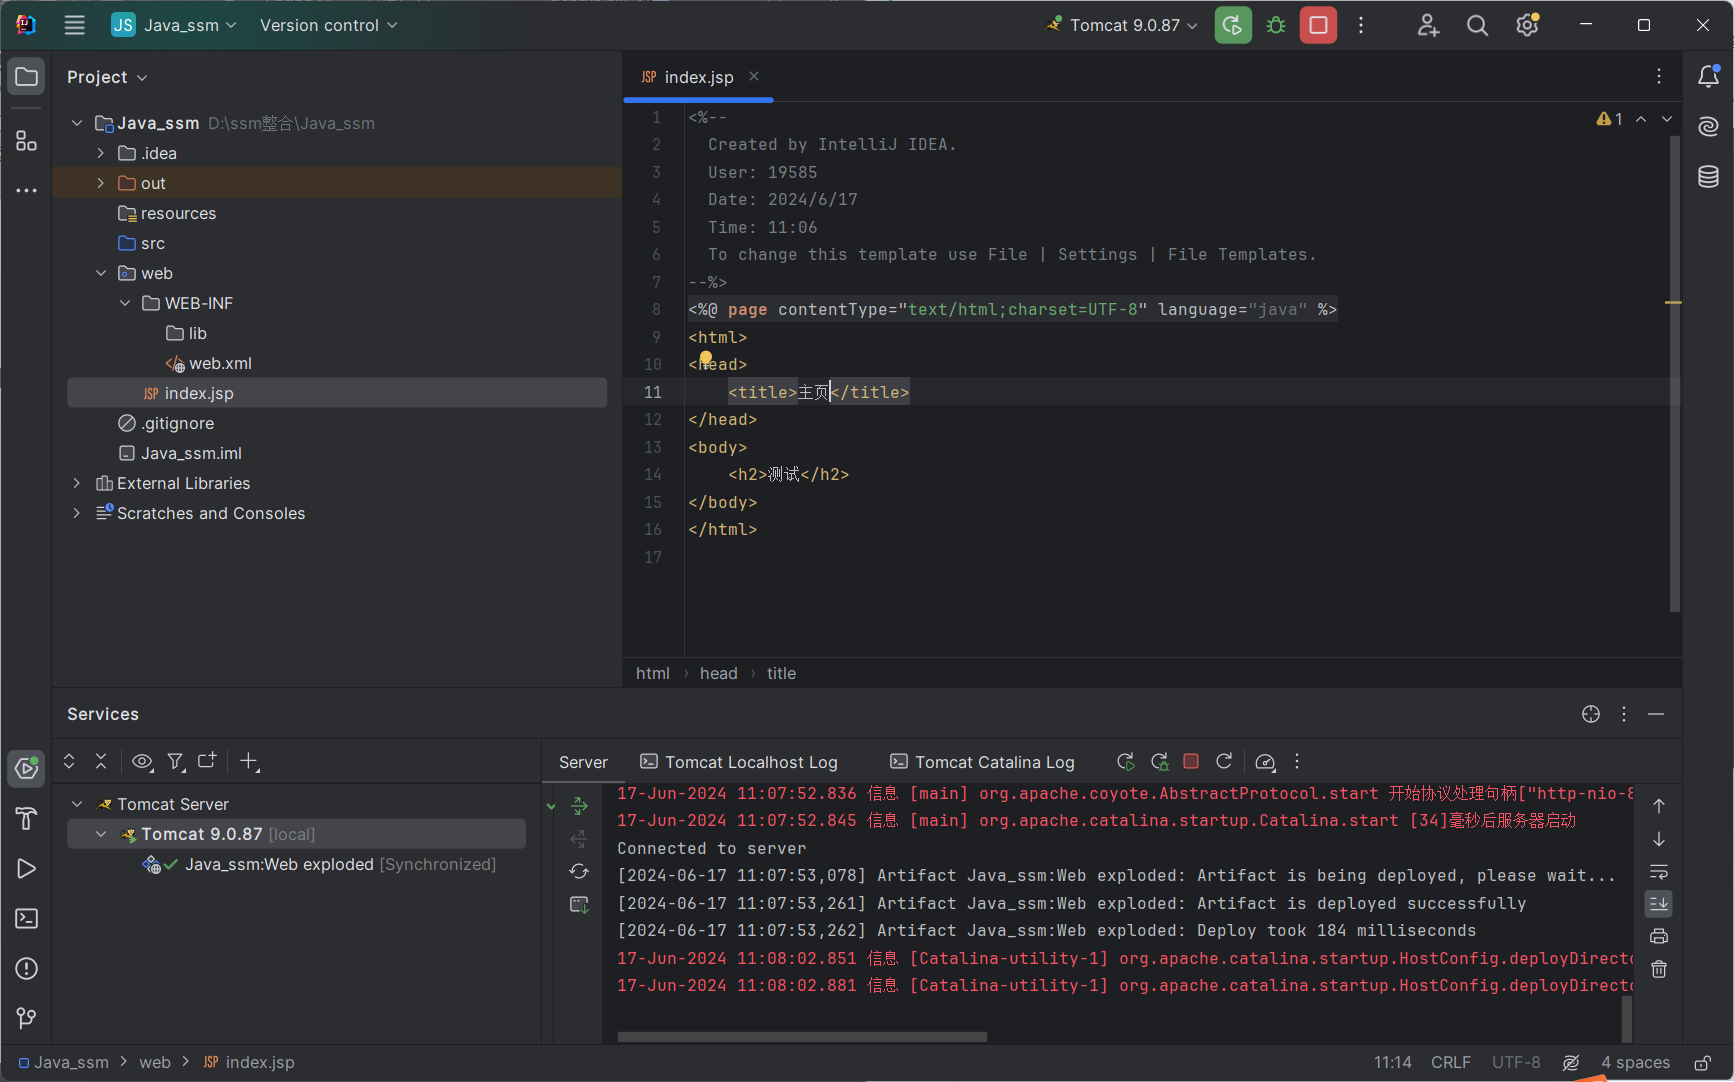 JS Java_ssm Version control Tomcat 9.0.87
Project
Java_ssm D:\ssm整合\Java_ssm
.idea
out
resources
src
web
WEB-INF
lib
web.xml
JSP index.jsp
.gitignore
Java_ssm.iml
External Libraries
Scratches and Consoles
JSP index.jsp
1 <%--
2 Created by IntelliJ IDEA.
3 User: 19585
4 Date: 2024/6/17
5 Time: 11:06
6 To change this template use File | Settings | File Templates.
7 --%>
8 <%@ page contentType="text/html;charset=UTF-8" language="java" %>
9 <html>
10 <head>
11 <title>主页</title>
12 </head>
13 <body>
14 <h2>测试</h2>
15 </body>
16 </html>
17
1
html › head › title
Services
Tomcat Server
Tomcat 9.0.87 [local]
Java_ssm:Web exploded [Synchronized]
Server Tomcat Localhost Log Tomcat Catalina Log
17-Jun-2024 11:07:52.836 信息 [main] org.apache.coyote.AbstractProtocol.start 开始协议处理句柄["http-nio-8
17-Jun-2024 11:07:52.845 信息 [main] org.apache.catalina.startup.Catalina.start [34]毫秒后服务器启动
Connected to server
[2024-06-17 11:07:53,078] Artifact Java_ssm:Web exploded: Artifact is being deployed, please wait...
[2024-06-17 11:07:53,261] Artifact Java_ssm:Web exploded: Artifact is deployed successfully
[2024-06-17 11:07:53,262] Artifact Java_ssm:Web exploded: Deploy took 184 milliseconds
17-Jun-2024 11:08:02.851 信息 [Catalina-utility-1] org.apache.catalina.startup.HostConfig.deployDirecto
17-Jun-2024 11:08:02.881 信息 [Catalina-utility-1] org.apache.catalina.startup.HostConfig.deployDirecto
Java_ssm > web > JSP index.jsp
11:14 CRLF UTF-8 4 spaces